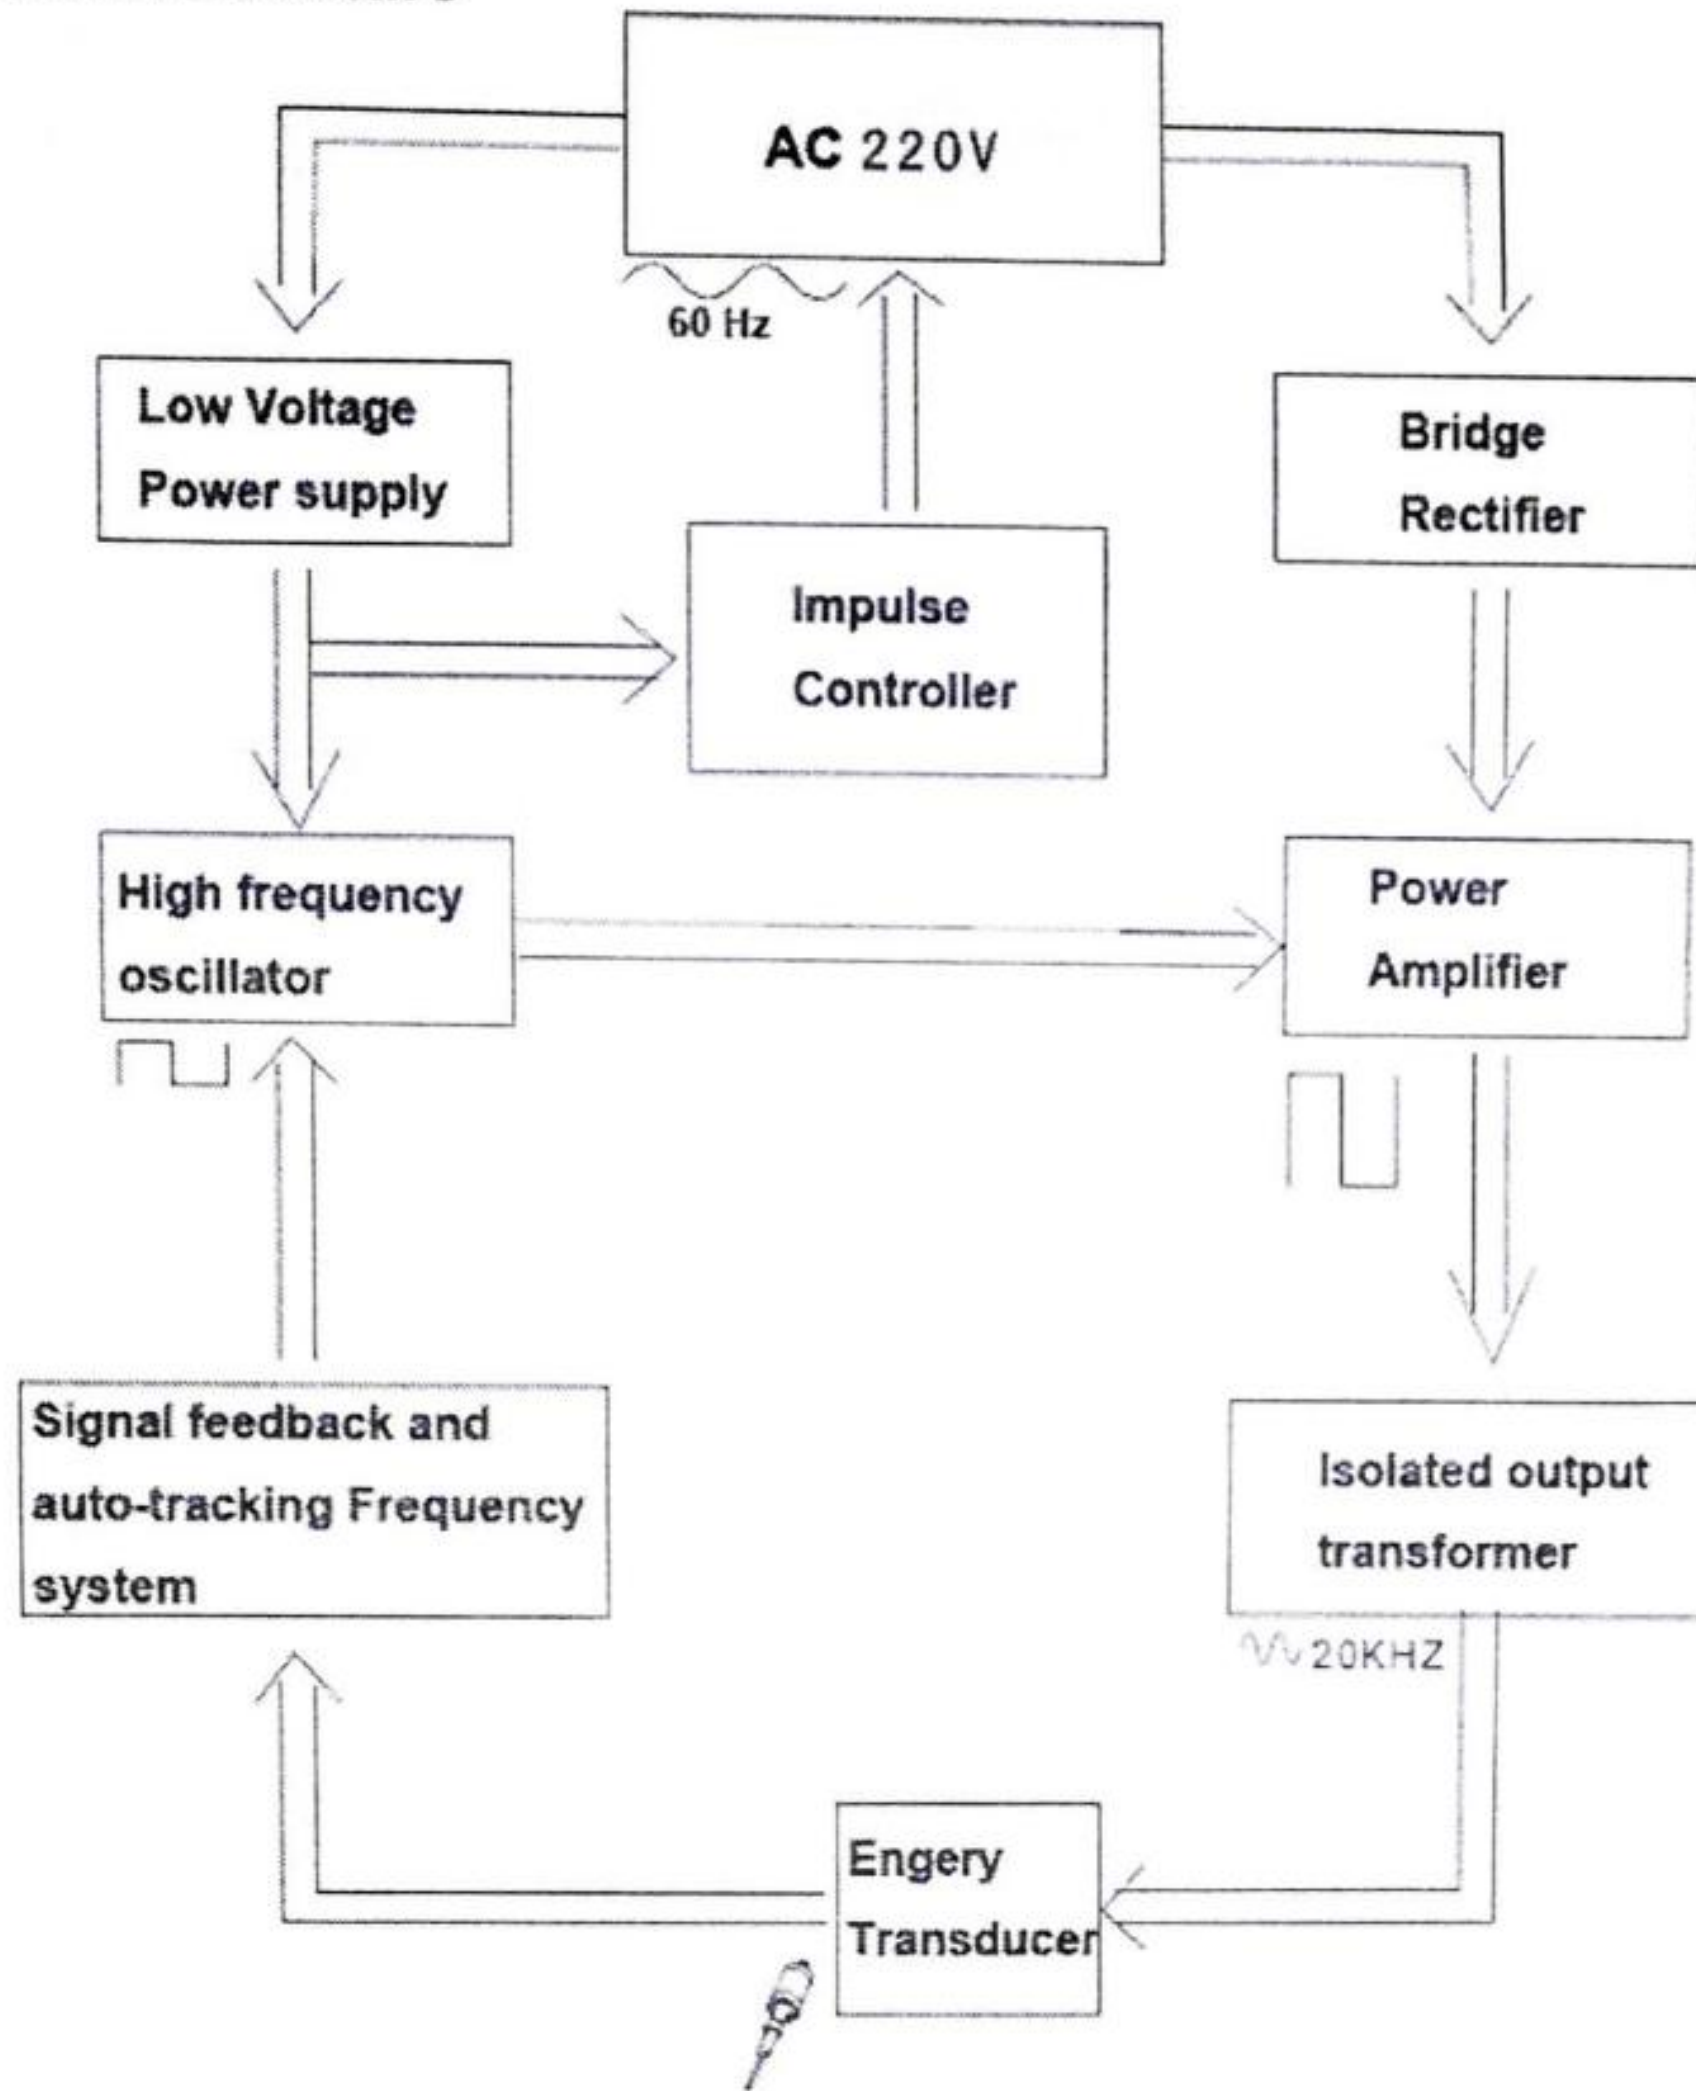 AC 220V
60 Hz
Low Voltage
Power supply
Bridge
Rectifier
Impulse
Controller
High frequency
oscillator
Power
Amplifier
Signal feedback and
auto-tracking Frequency
system
Isolated output
transformer
20KHZ
Engery
Transducer